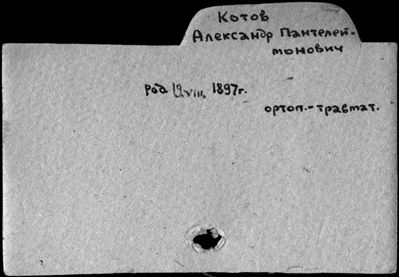 Котов
Александр Пантелей-
монович
род. 19.VIII. 1897г.
ортоп.-травмат.